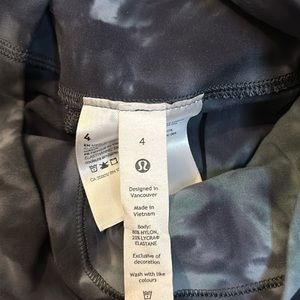 4
4
Designed in
Vancouver
Made in
Vietnam
Body:
80% NYLON,
20% LYCRA®
ELASTANE
Exclusive of
decoration
Wash with like
colours